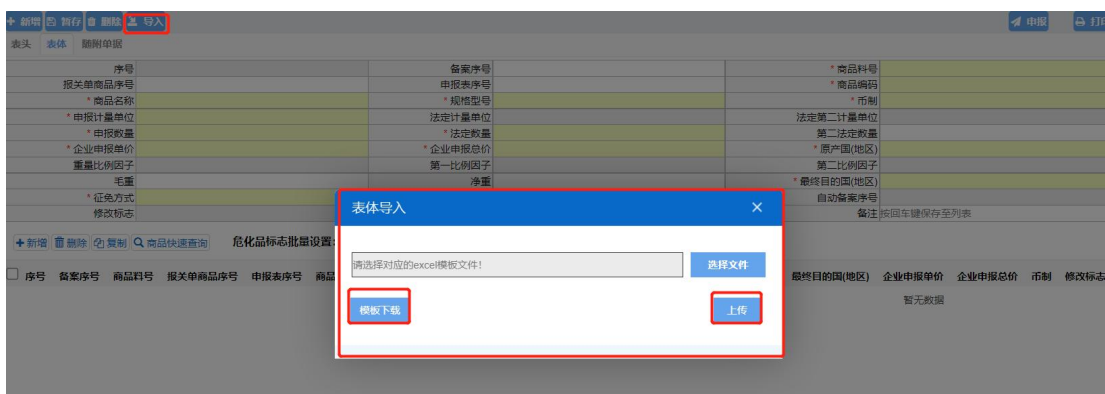 新增 暂存 删除 导入 申报 打印
表头 表体 随附单据
序号 备案序号 *商品料号
报关单商品序号 申报表序号 *商品编码
*商品名称 *规格型号 *币制
*申报计量单位 法定计量单位 法定第二计量单位
*申报数量 *法定数量 第二法定数量
*企业申报单价 *企业申报总价 *原产国(地区)
重量比例因子 第一比例因子 第二比例因子
毛重 净重 *最终目的国(地区)
*征免方式 自动备案序号
修改标志 备注 按回车键保存至列表
表体导入 ×
新增 删除 复制 商品快速查询 危化品标志批量设置:
请选择对应的excel模板文件! 选择文件
序号 备案序号 商品料号 报关单商品序号 申报表序号 商品 最终目的国(地区) 企业申报单价 企业申报总价 币制 修改标志
暂无数据
模板下载 上传